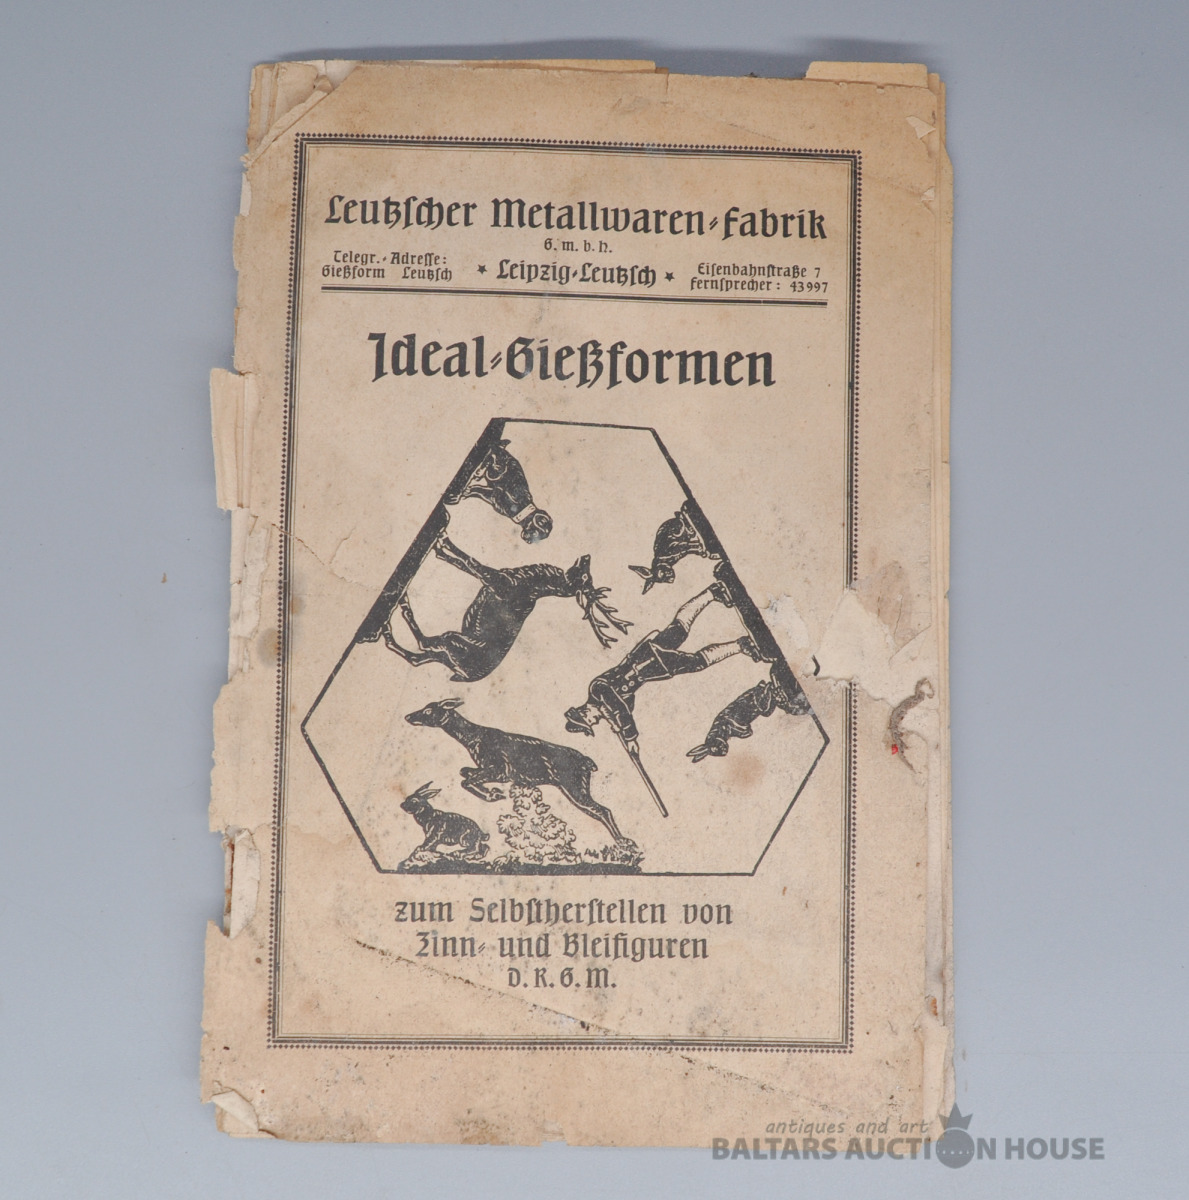 Leutzscher Metallwaren-Fabrik
G. m. b. H.
Telegr.-Adresse:
Gießform Leutzsch
* Leipzig-Leutzsch *
Eisenbahnstraße 7
Fernsprecher: 43997
Ideal-Gießformen
zum Selbstherstellen von
Zinn- und Bleifiguren
D. R. G. M.
antiques and art
BALTARS AUCTION HOUSE